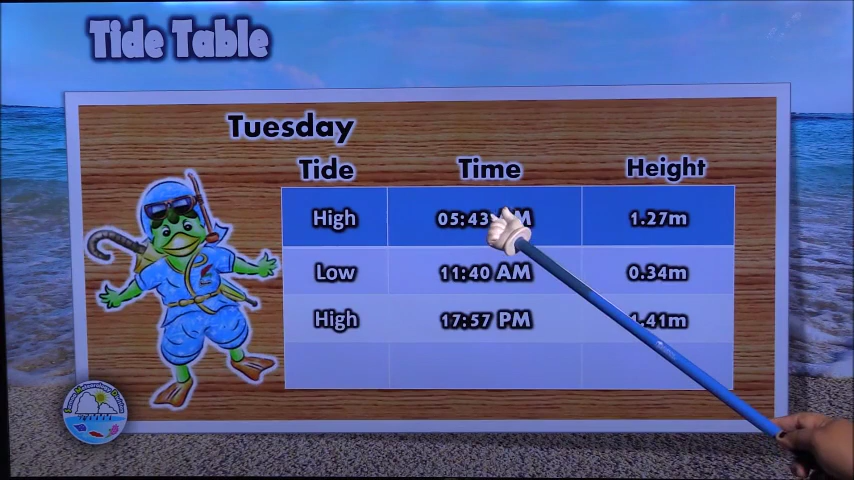 Tide Table
Tuesday
Tide Time Height
High 05:43 1.27m
Low 11:40 AM 0.34m
High 17:57 PM